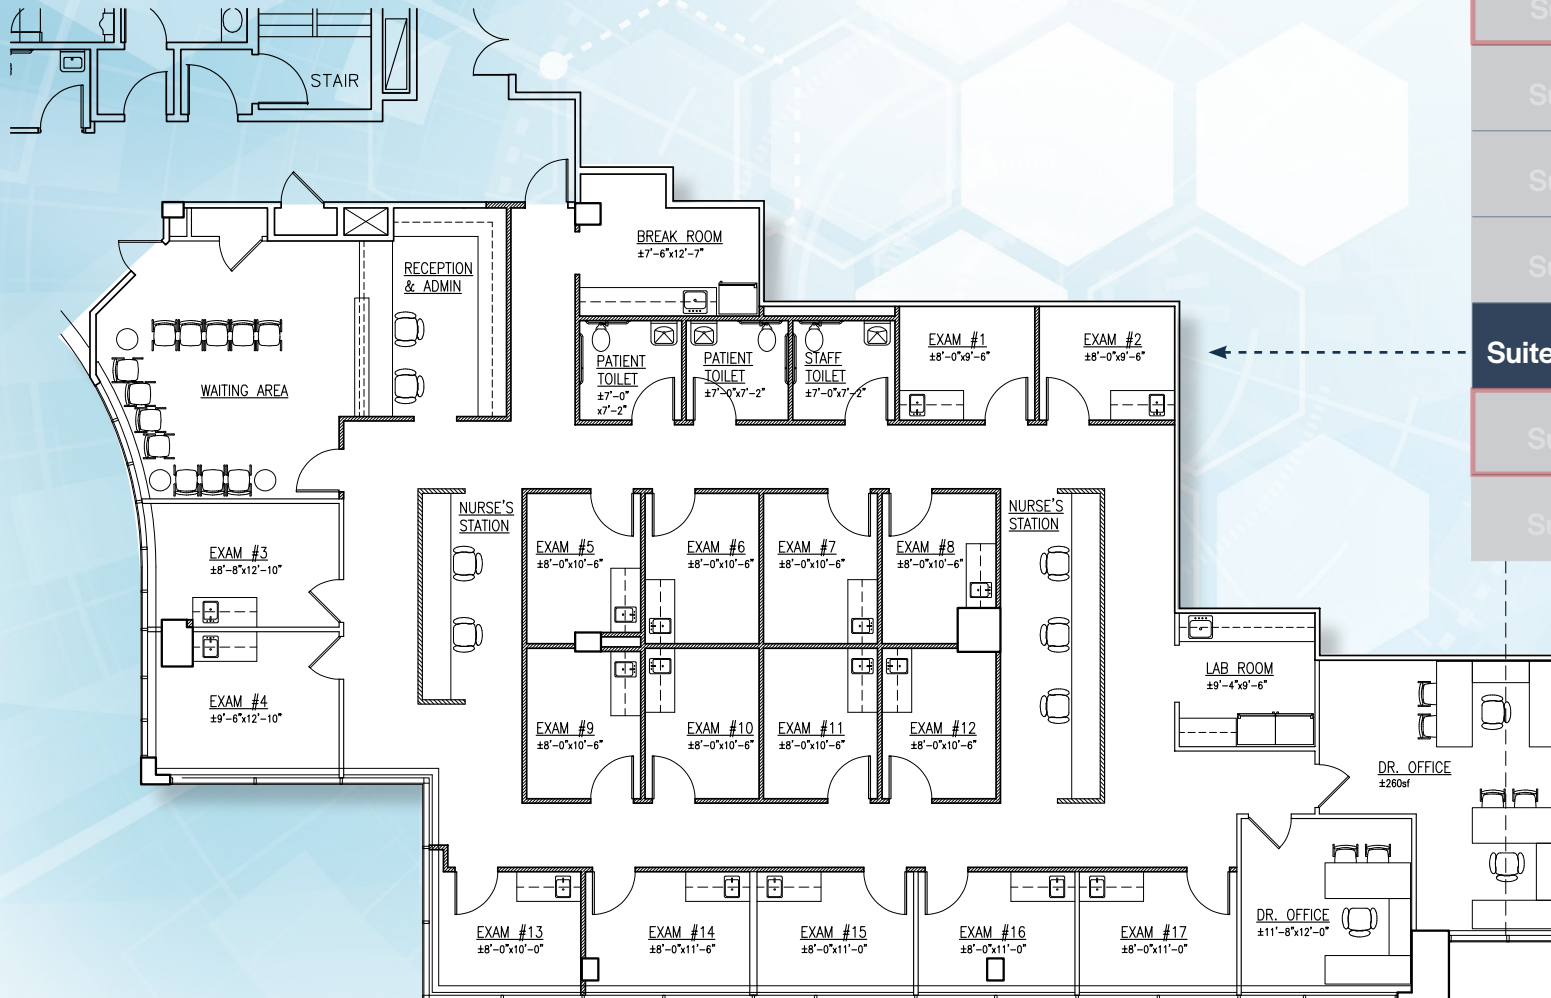 STAIR
BREAK ROOM
±7'-6"x12'-7"
RECEPTION
& ADMIN
WAITING AREA
PATIENT
TOILET
±7'-0"
x7'-2"
PATIENT
TOILET
±7'-0"x7'-2"
STAFF
TOILET
±7'-0"x7'-2"
EXAM #1
±8'-0"x9'-6"
EXAM #2
±8'-0"x9'-6"
Suite
NURSE'S
STATION
NURSE'S
STATION
EXAM #3
±8'-8"x12'-10"
EXAM #4
±9'-6"x12'-10"
EXAM #5
±8'-0"x10'-6"
EXAM #6
±8'-0"x10'-6"
EXAM #7
±8'-0"x10'-6"
EXAM #8
±8'-0"x10'-6"
EXAM #9
±8'-0"x10'-6"
EXAM #10
±8'-0"x10'-6"
EXAM #11
±8'-0"x10'-6"
EXAM #12
±8'-0"x10'-6"
LAB ROOM
±9'-4"x9'-6"
DR. OFFICE
±260sf
EXAM #13
±8'-0"x10'-0"
EXAM #14
±8'-0"x11'-6"
EXAM #15
±8'-0"x11'-0"
EXAM #16
±8'-0"x11'-0"
EXAM #17
±8'-0"x11'-0"
DR. OFFICE
±11'-8"x12'-0"